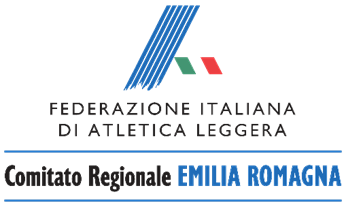 FEDERAZIONE ITALIANA
DI ATLETICA LEGGERA
Comitato Regionale EMILIA ROMAGNA